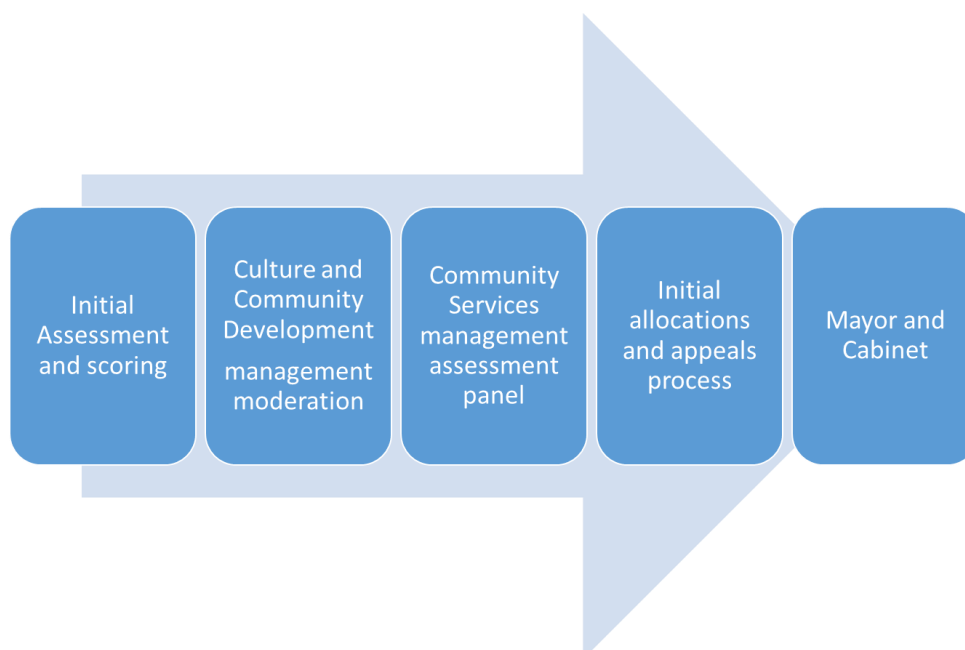 Initial
Assessment
and scoring
Culture and
Community
Development
management
moderation
Community
Services
management
assessment
panel
Initial
allocations
and appeals
process
Mayor and
Cabinet